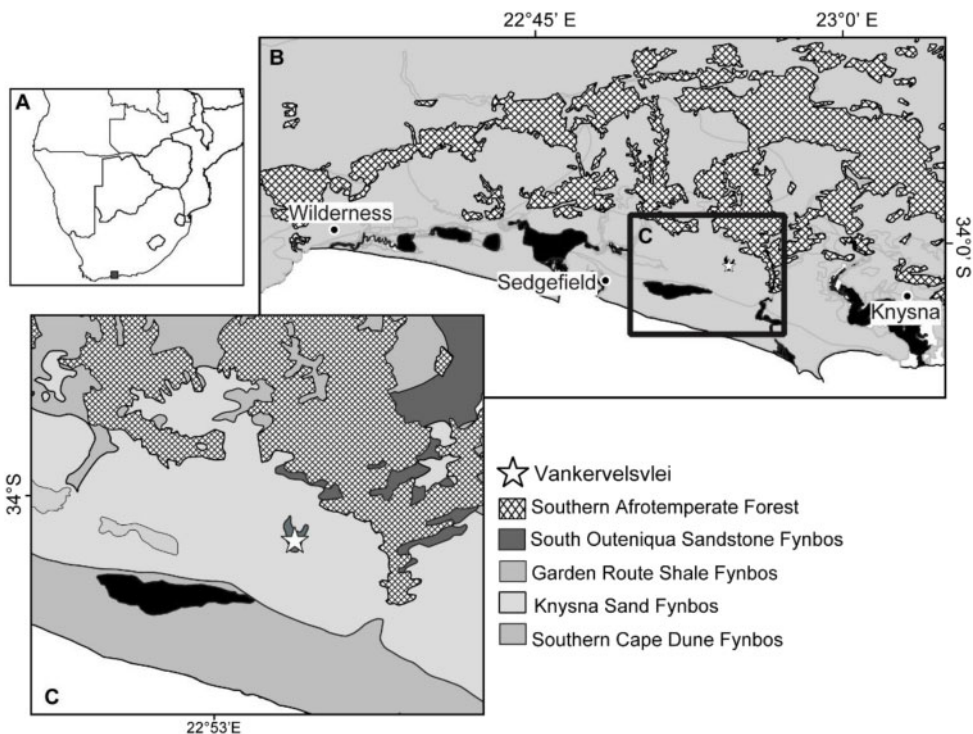 22°45' E
23°0' E
B
A
Wilderness
C
34°0' S
Sedgefield
Knysna
34°S
Vankervelsvlei
Southern Afrotemperate Forest
South Outeniqua Sandstone Fynbos
Garden Route Shale Fynbos
Knysna Sand Fynbos
Southern Cape Dune Fynbos
C
22°53'E